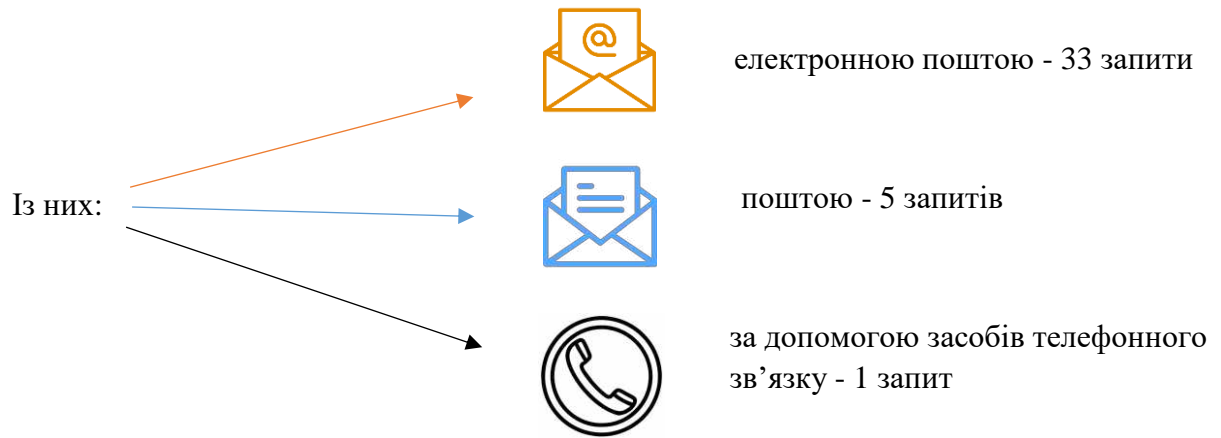 електронною поштою - 33 запити
Із них:
поштою - 5 запитів
за допомогою засобів телефонного
зв’язку - 1 запит